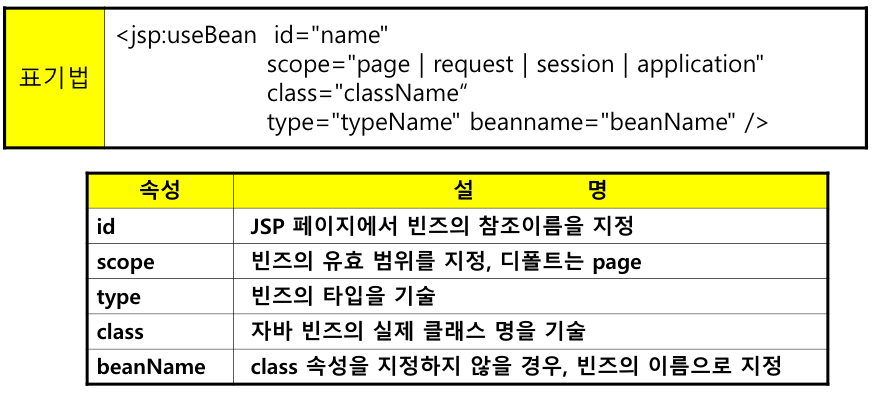 표기법
<jsp:useBean id="name"
scope="page | request | session | application"
class="className“
type="typeName" beanname="beanName" />
속성 설 명
id JSP 페이지에서 빈즈의 참조이름을 지정
scope 빈즈의 유효 범위를 지정, 디폴트는 page
type 빈즈의 타입을 기술
class 자바 빈즈의 실제 클래스 명을 기술
beanName class 속성을 지정하지 않을 경우, 빈즈의 이름으로 지정